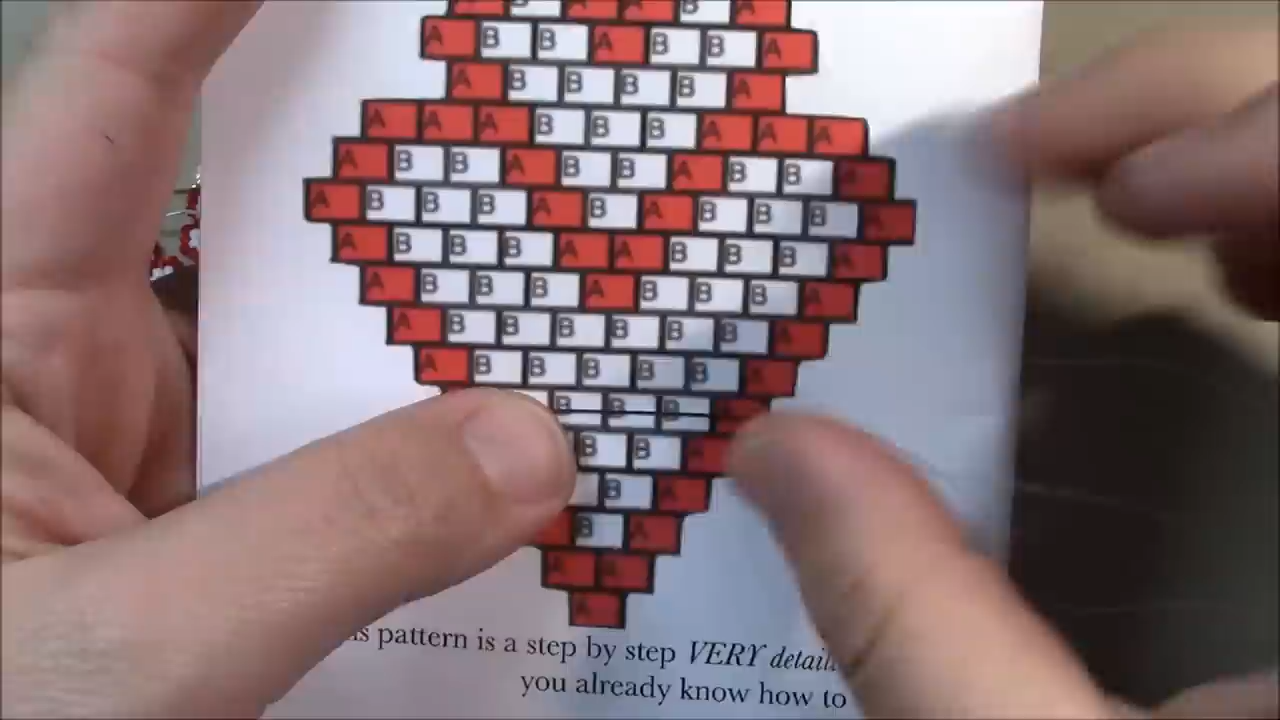 A B A A B A
A B B A B B A
A B B B B A
A A A B B B A A A
A B B A B B A B B A
A B B B A B A B B B A
A B B B A A B B B A
A B B B A B B B A
A B B B B B B A
A B B B B B A
B B B
B B A
B A
B A
A A
A
pattern is a step by step VERY
you already know how to